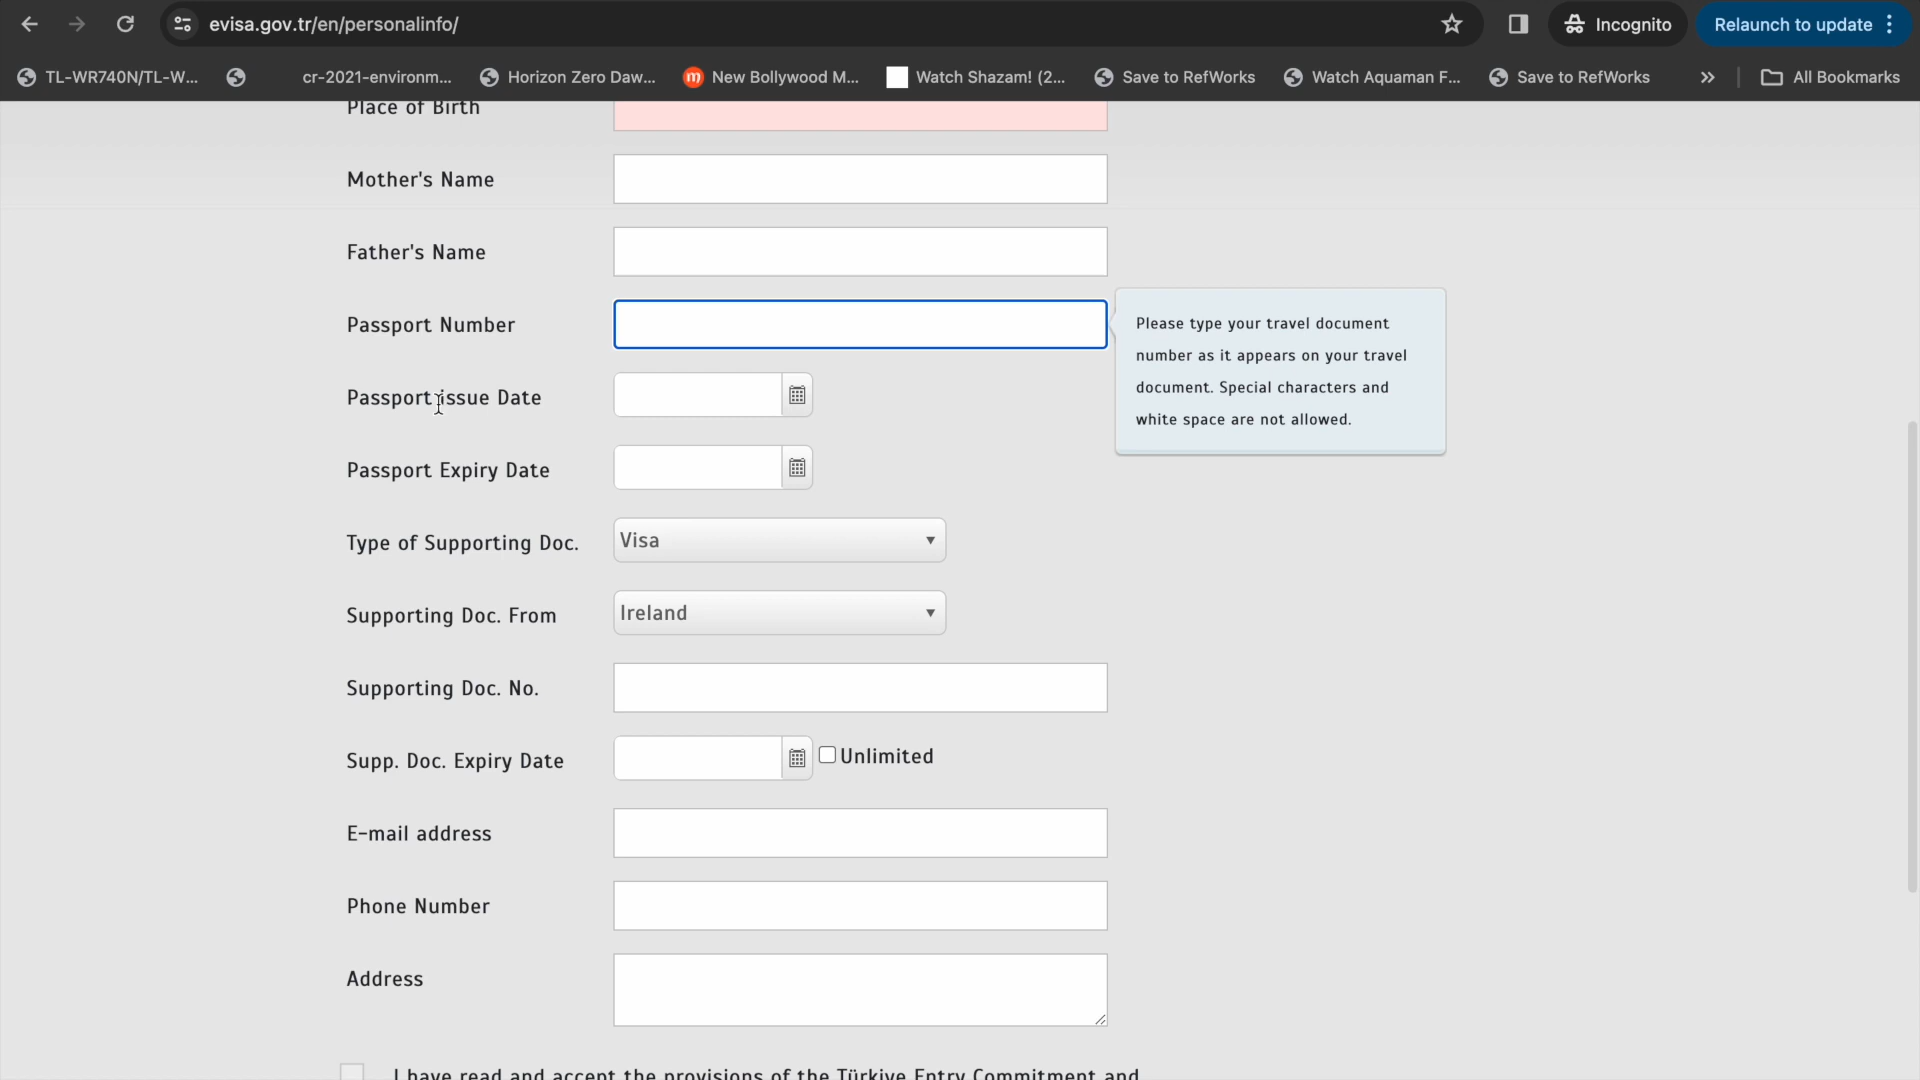 evisa.gov.tr/en/personalinfo/
Incognito
Relaunch to update
TL-WR740N/TL-W...
cr-2021-environm...
Horizon Zero Daw...
New Bollywood M...
Watch Shazam! (2...
Save to RefWorks
Watch Aquaman F...
Save to RefWorks
»
All Bookmarks
Place of Birth
Mother's Name
Father's Name
Passport Number
Please type your travel document
number as it appears on your travel
document. Special characters and
white space are not allowed.
Passport issue Date
Passport Expiry Date
Type of Supporting Doc.
Visa
Supporting Doc. From
Ireland
Supporting Doc. No.
Supp. Doc. Expiry Date
Unlimited
E-mail address
Phone Number
Address
I have read and accept the provisions of the Türkiye Entry Commitment and